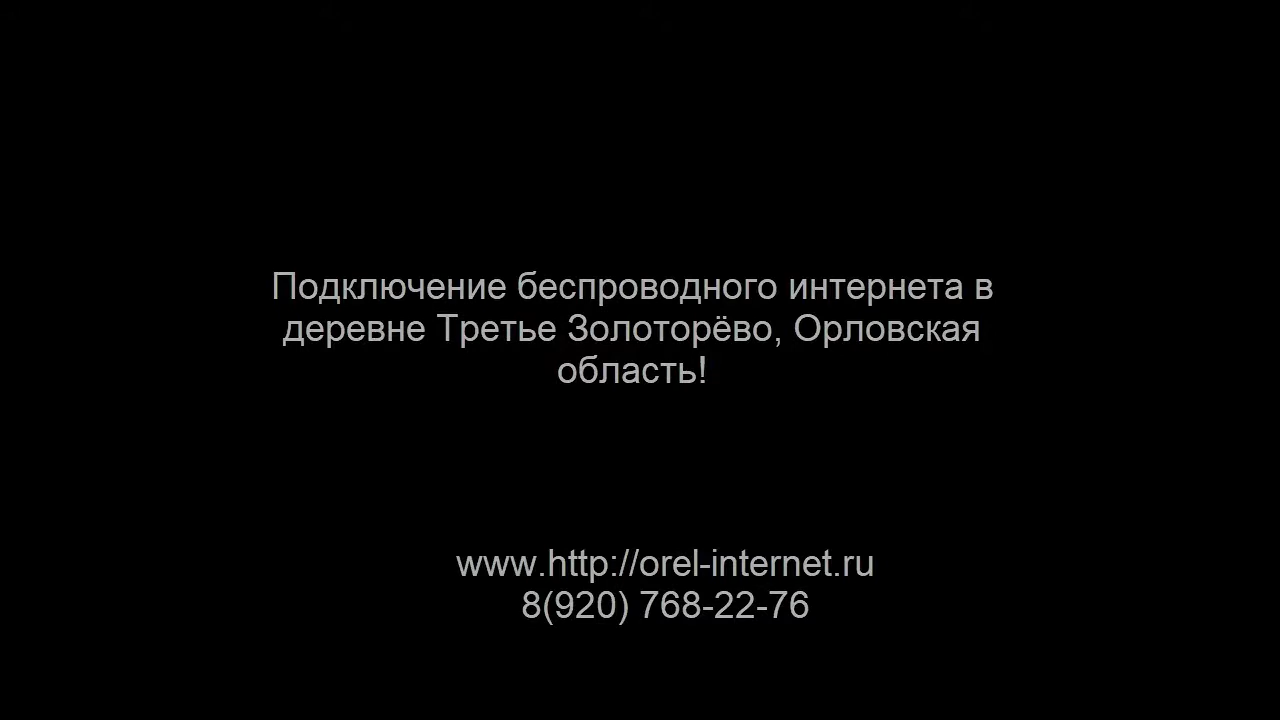 Подключение беспроводного интернета в
деревне Третье Золоторёво, Орловская
область!
www.http://orel-internet.ru
8(920) 768-22-76